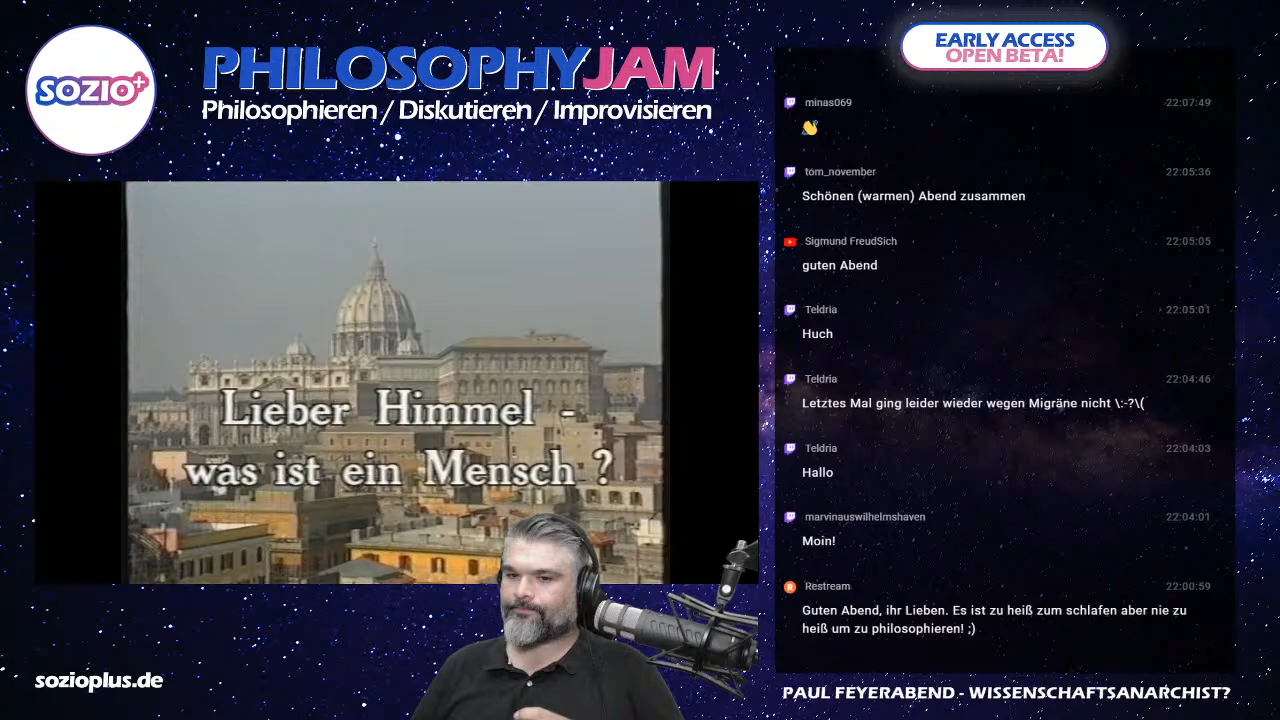 SOZIO+
PHILOSOPHYJAM
Philosophieren / Diskutieren / Improvisieren
EARLY ACCESS
OPEN BETA!
Lieber Himmel -
was ist ein Mensch ?
minas069 22:07:49
👋
tom_november 22:05:36
Schönen (warmen) Abend zusammen
Sigmund FreudSich 22:05:05
guten Abend
Teldria 22:05:01
Huch
Teldria 22:04:46
Letztes Mal ging leider wieder wegen Migräne nicht \:-?\(
Teldria 22:04:03
Hallo
marvinauswilhelmshaven 22:04:01
Moin!
R
Restream 22:00:59
Guten Abend, ihr Lieben. Es ist zu heiß zum schlafen aber nie zu
heiß um zu philosophieren! ;)
sozioplus.de
PAUL FEYERABEND - WISSENSCHAFTSANARCHIST?